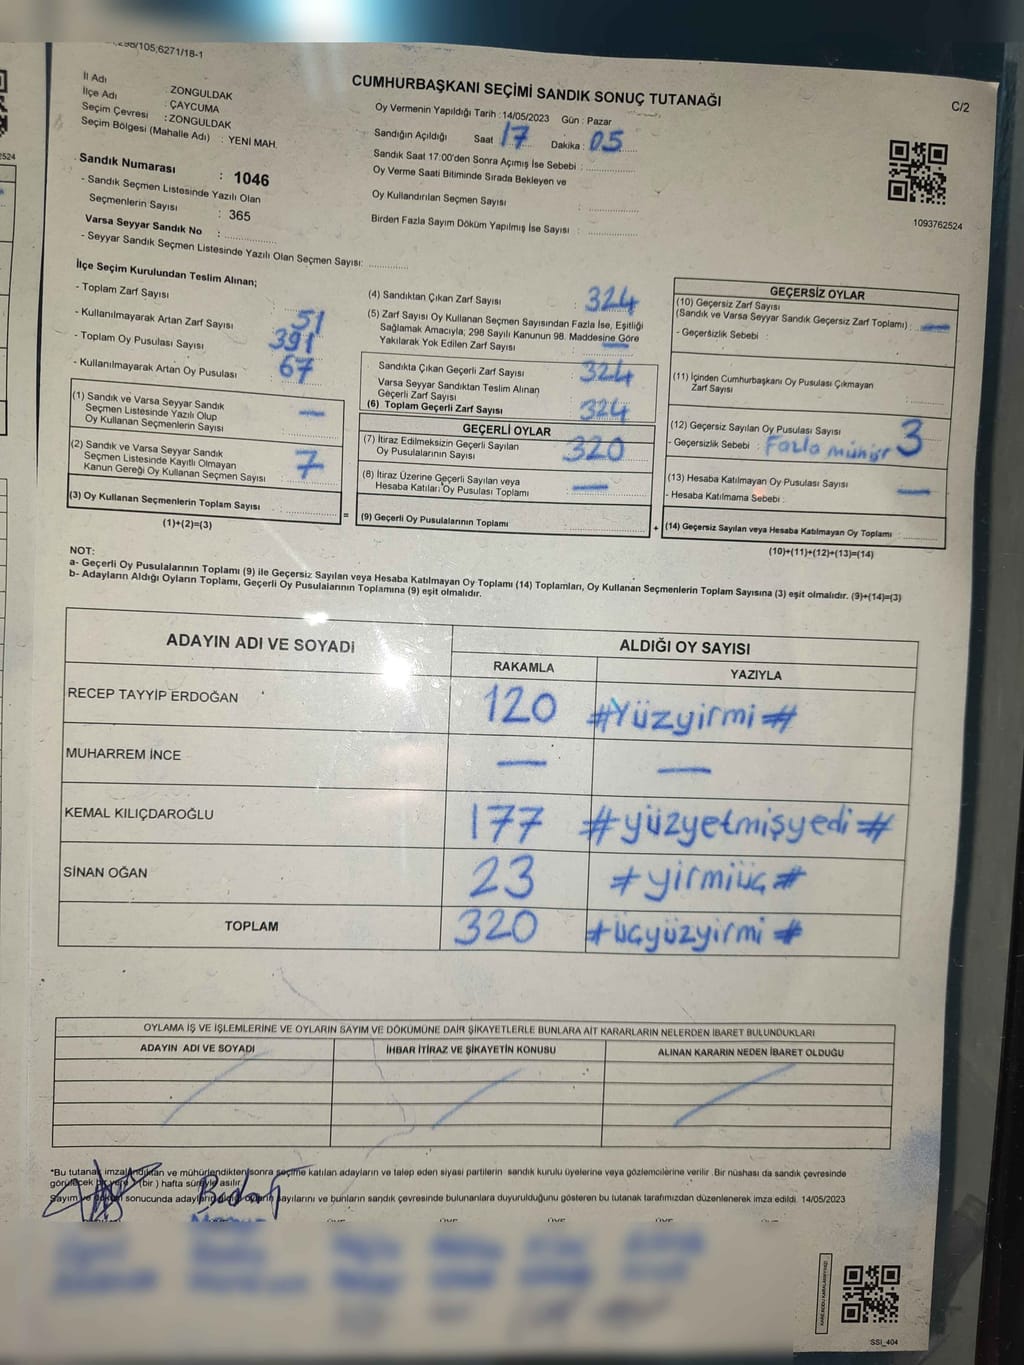 298/105;6271/18-1
CUMHURBAŞKANI SEÇİMİ SANDIK SONUÇ TUTANAĞI
C/2
İl Adı : ZONGULDAK
İlçe Adı : ÇAYCUMA
Seçim Çevresi : ZONGULDAK
Seçim Bölgesi (Mahalle Adı) : YENİ MAH.
Oy Vermenin Yapıldığı Tarih : 14/05/2023 Gün : Pazar
Sandığın Açıldığı Saat 17 Dakika : 05
Sandık Saat 17:00'den Sonra Açımış İse Sebebi :
Oy Verme Saati Bitiminde Sırada Bekleyen ve
Oy Kullandırılan Seçmen Sayısı :
Birden Fazla Sayım Döküm Yapılmış İse Sayısı :
1093762524
Sandık Numarası : 1046
- Sandık Seçmen Listesinde Yazılı Olan
Seçmenlerin Sayısı : 365
Varsa Seyyar Sandık No :
- Seyyar Sandık Seçmen Listesinde Yazılı Olan Seçmen Sayısı:
İlçe Seçim Kurulundan Teslim Alınan;
- Toplam Zarf Sayısı
- Kullanılmayarak Artan Zarf Sayısı 51
- Toplam Oy Pusulası Sayısı 391
- Kullanılmayarak Artan Oy Pusulası 67
(1) Sandık ve Varsa Seyyar Sandık
Seçmen Listesinde Yazılı Olup
Oy Kullanan Seçmenlerin Sayısı : —
(2) Sandık ve Varsa Seyyar Sandık
Seçmen Listesinde Kayıtlı Olmayan
Kanun Gereği Oy Kullanan Seçmen Sayısı : 7
(3) Oy Kullanan Seçmenlerin Toplam Sayısı :
(1)+(2)=(3)
(4) Sandıktan Çıkan Zarf Sayısı : 324
(5) Zarf Sayısı Oy Kullanan Seçmen Sayısından Fazla İse, Eşitliği
Sağlamak Amacıyla; 298 Sayılı Kanunun 98. Maddesine Göre
Yakılarak Yok Edilen Zarf Sayısı : —
Sandıkta Çıkan Geçerli Zarf Sayısı : 324
Varsa Seyyar Sandıktan Teslim Alınan
Geçerli Zarf Sayısı
(6) Toplam Geçerli Zarf Sayısı : 324
GEÇERLİ OYLAR
(7) İtiraz Edilmeksizin Geçerli Sayılan
Oy Pusulalarının Sayısı : 320
(8) İtiraz Üzerine Geçerli Sayılan veya
Hesaba Katılan Oy Pusulası Toplamı : —
=
(9) Geçerli Oy Pusulalarının Toplamı
+
GEÇERSİZ OYLAR
(10) Geçersiz Zarf Sayısı
(Sandık ve Varsa Seyyar Sandık Geçersiz Zarf Toplamı) : —
- Geçersizlik Sebebi :
(11) İçinden Cumhurbaşkanı Oy Pusulası Çıkmayan
Zarf Sayısı :
(12) Geçersiz Sayılan Oy Pusulası Sayısı 3
- Geçersizlik Sebebi : Fazla mühür
(13) Hesaba Katılmayan Oy Pusulası Sayısı —
- Hesaba Katılmama Sebebi :
(14) Geçersiz Sayılan veya Hesaba Katılmayan Oy Toplamı :
(10)+(11)+(12)+(13)=(14)
NOT:
a- Geçerli Oy Pusulalarının Toplamı (9) ile Geçersiz Sayılan veya Hesaba Katılmayan Oy Toplamı (14) Toplamları, Oy Kullanan Seçmenlerin Toplam Sayısına (3) eşit olmalıdır. (9)+(14)=(3)
b- Adayların Aldığı Oyların Toplamı, Geçerli Oy Pusulalarının Toplamına (9) eşit olmalıdır.
ADAYIN ADI VE SOYADI ALDIĞI OY SAYISI
RAKAMLA YAZIYLA
RECEP TAYYİP ERDOĞAN 120 #Yüzyirmi#
MUHARREM İNCE — —
KEMAL KILIÇDAROĞLU 177 #yüzyetmişyedi#
SİNAN OĞAN 23 #yirmiüç#
TOPLAM 320 #üçyüzyirmi#
OYLAMA İŞ VE İŞLEMLERİNE VE OYLARIN SAYIM VE DÖKÜMÜNE DAİR ŞİKAYETLERLE BUNLARA AİT KARARLARIN NELERDEN İBARET BULUNDUKLARI
ADAYIN ADI VE SOYADI İHBAR İTİRAZ VE ŞİKAYETİN KONUSU ALINAN KARARIN NEDEN İBARET OLDUĞU
*Bu tutanak imzalandıktan ve mühürlendikten sonra seçime katılan adayların ve talep eden siyasi partilerin sandık kurulu üyelerine veya gözlemcilerine verilir. Bir nüshası da sandık çevresinde
görülecek bir yere 1 (bir) hafta süreyle asılır.
Sayım ve sonucunda sayılarını ve bunların sandık çevresinde bulunanlara duyurulduğunu gösteren bu tutanak tarafımızdan düzenlenerek imza edildi. 14/05/2023
SSİ_404